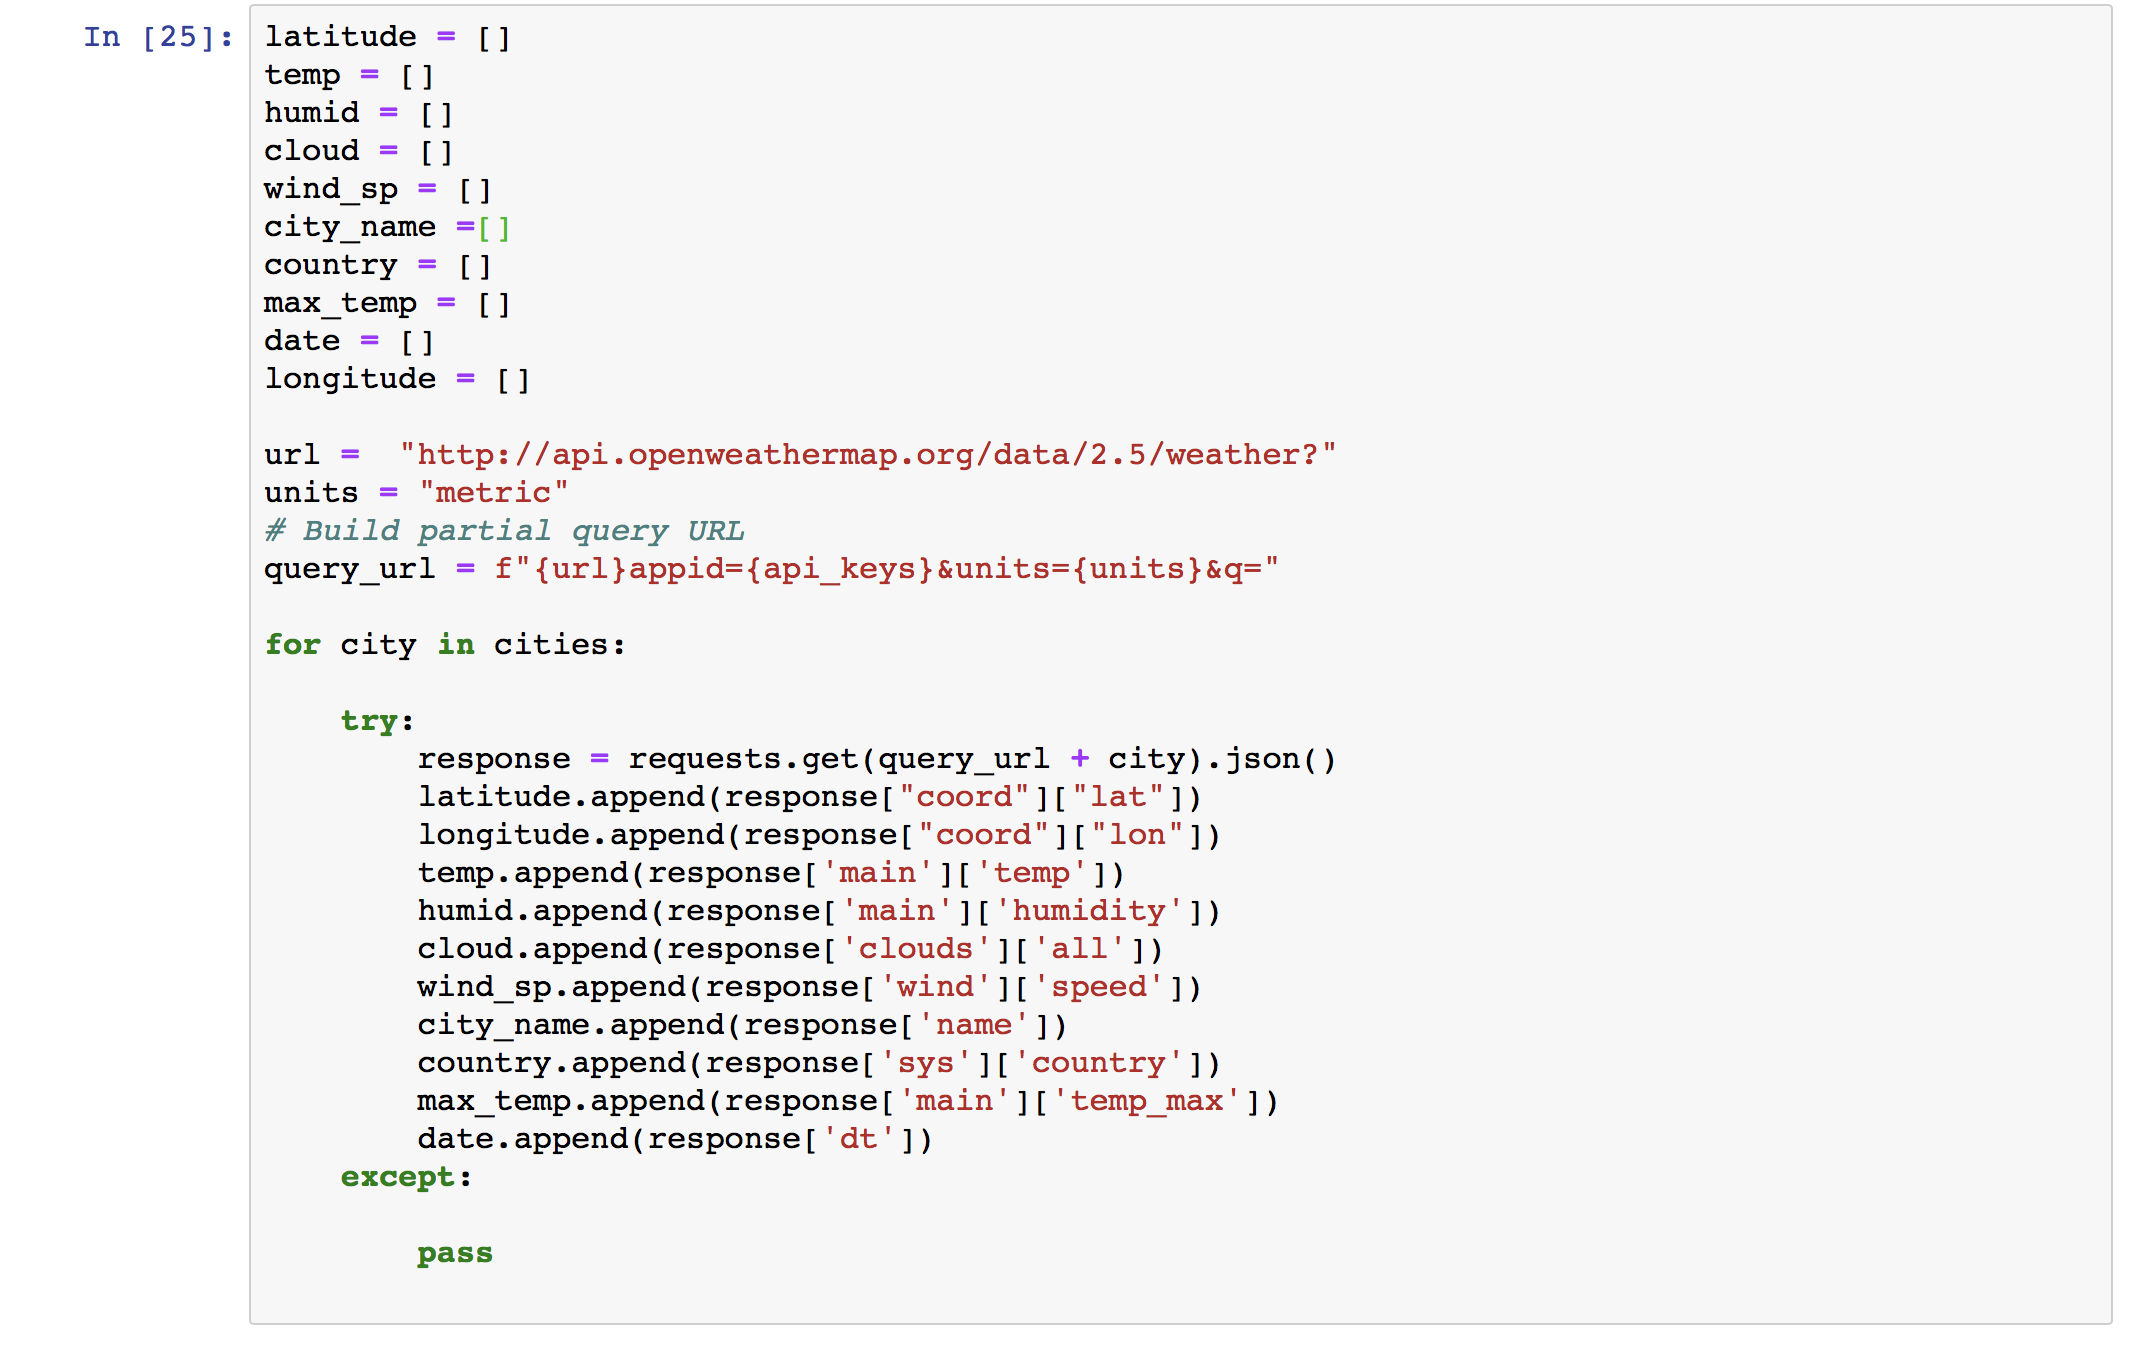 In [25]:
latitude = []
temp = []
humid = []
cloud = []
wind_sp = []
city_name =[]
country = []
max_temp = []
date = []
longitude = []

url =  "http://api.openweathermap.org/data/2.5/weather?"
units = "metric"
# Build partial query URL
query_url = f"{url}appid={api_keys}&units={units}&q="

for city in cities:

    try:
        response = requests.get(query_url + city).json()
        latitude.append(response["coord"]["lat"])
        longitude.append(response["coord"]["lon"])
        temp.append(response['main']['temp'])
        humid.append(response['main']['humidity'])
        cloud.append(response['clouds']['all'])
        wind_sp.append(response['wind']['speed'])
        city_name.append(response['name'])
        country.append(response['sys']['country'])
        max_temp.append(response['main']['temp_max'])
        date.append(response['dt'])
    except:

        pass